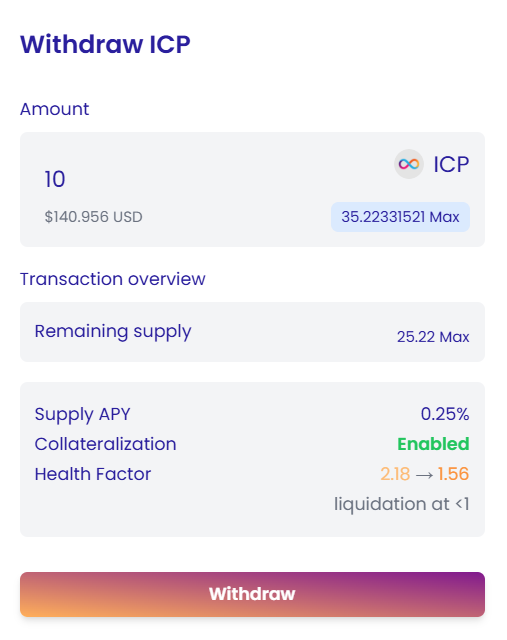 Withdraw ICP
Amount
10
ICP
$140.956 USD
35.22331521 Max
Transaction overview
Remaining supply
25.22 Max
Supply APY
0.25%
Collateralization
Enabled
Health Factor
2.18 → 1.56
liquidation at <1
Withdraw